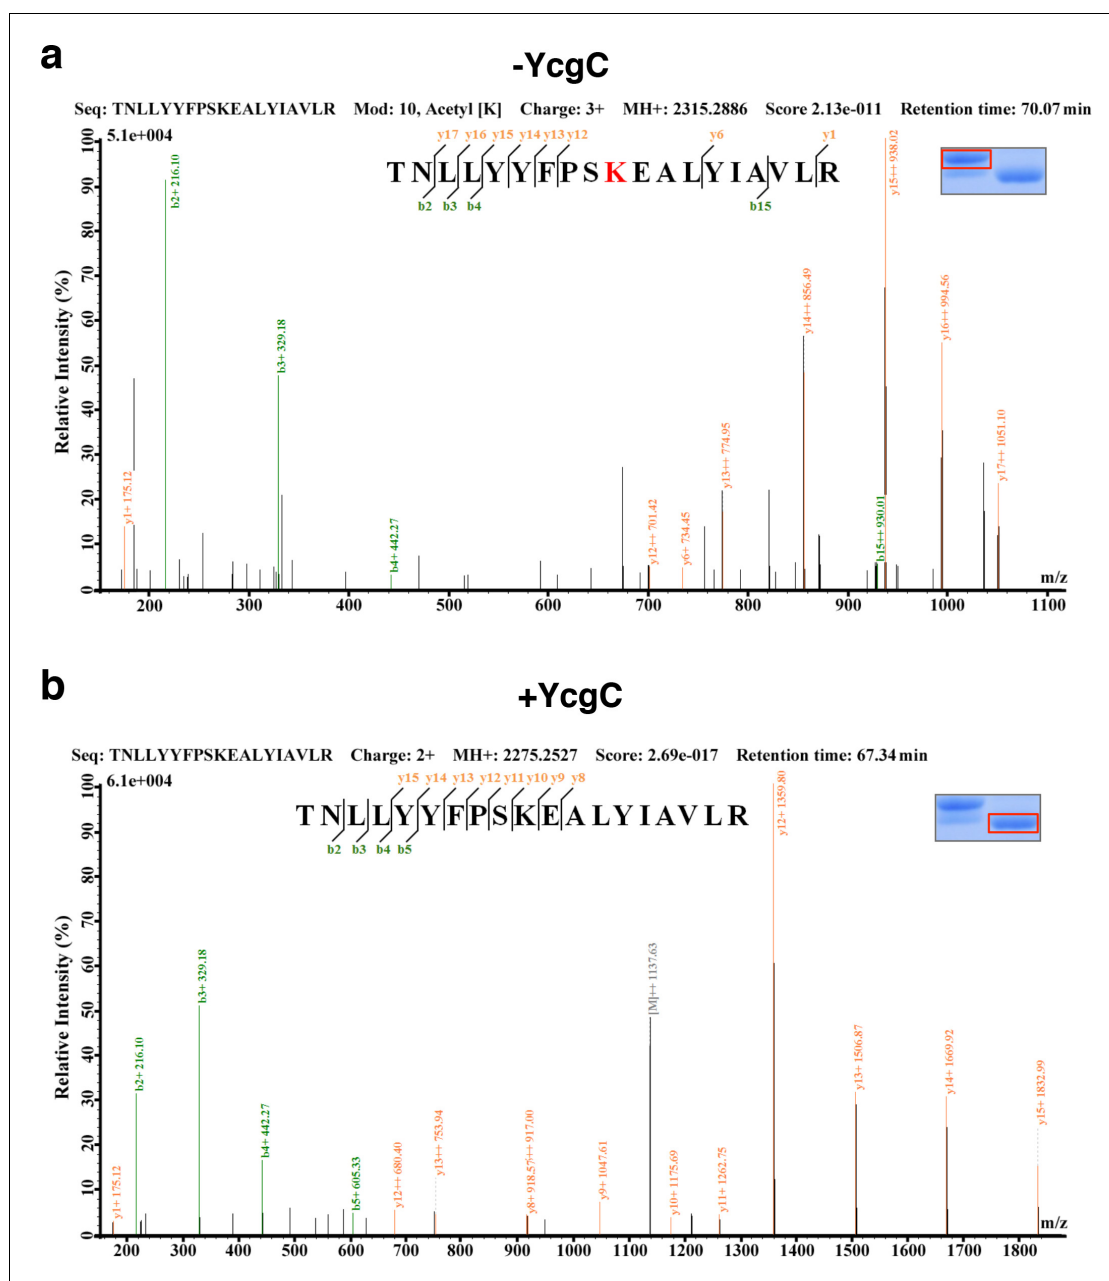 a
-YcgC
Seq: TNLLYYFPSKEALYIAVLR Mod: 10, Acetyl [K] Charge: 3+ MH+: 2315.2886 Score 2.13e-011 Retention time: 70.07 min
5.1e+004
y17 y16 y15 y14 y13 y12 y6 y1
TNLLYYFPSKEALYIAVLR
b2 b3 b4 b15
Relative Intensity (%)
100
90
80
70
60
50
40
30
20
10
0
y1+ 175.12
b2+ 216.10
b3+ 329.18
b4+ 442.27
y12++ 701.42
y6+ 734.45
y13++ 774.95
y14++ 856.49
b15++ 930.01
y15++ 938.02
y16++ 994.56
y17++ 1051.10
m/z
200 300 400 500 600 700 800 900 1000 1100
b
+YcgC
Seq: TNLLYYFPSKEALYIAVLR Charge: 2+ MH+: 2275.2527 Score: 2.69e-017 Retention time: 67.34 min
6.1e+004
y15 y14 y13 y12 y11 y10 y9 y8
TNLLYYFPSKEALYIAVLR
b2 b3 b4 b5
Relative Intensity (%)
100
90
80
70
60
50
40
30
20
10
0
y1+ 175.12
b2+ 216.10
b3+ 329.18
b4+ 442.27
b5+ 605.33
y12++ 680.40
y13++ 753.94
y8+ 918.57
++ 917.00
y9+ 1047.61
[M]++ 1137.63
y10+ 1175.69
y11+ 1262.75
y12+ 1359.80
y13+ 1506.87
y14+ 1669.92
y15+ 1832.99
m/z
200 300 400 500 600 700 800 900 1000 1100 1200 1300 1400 1500 1600 1700 1800